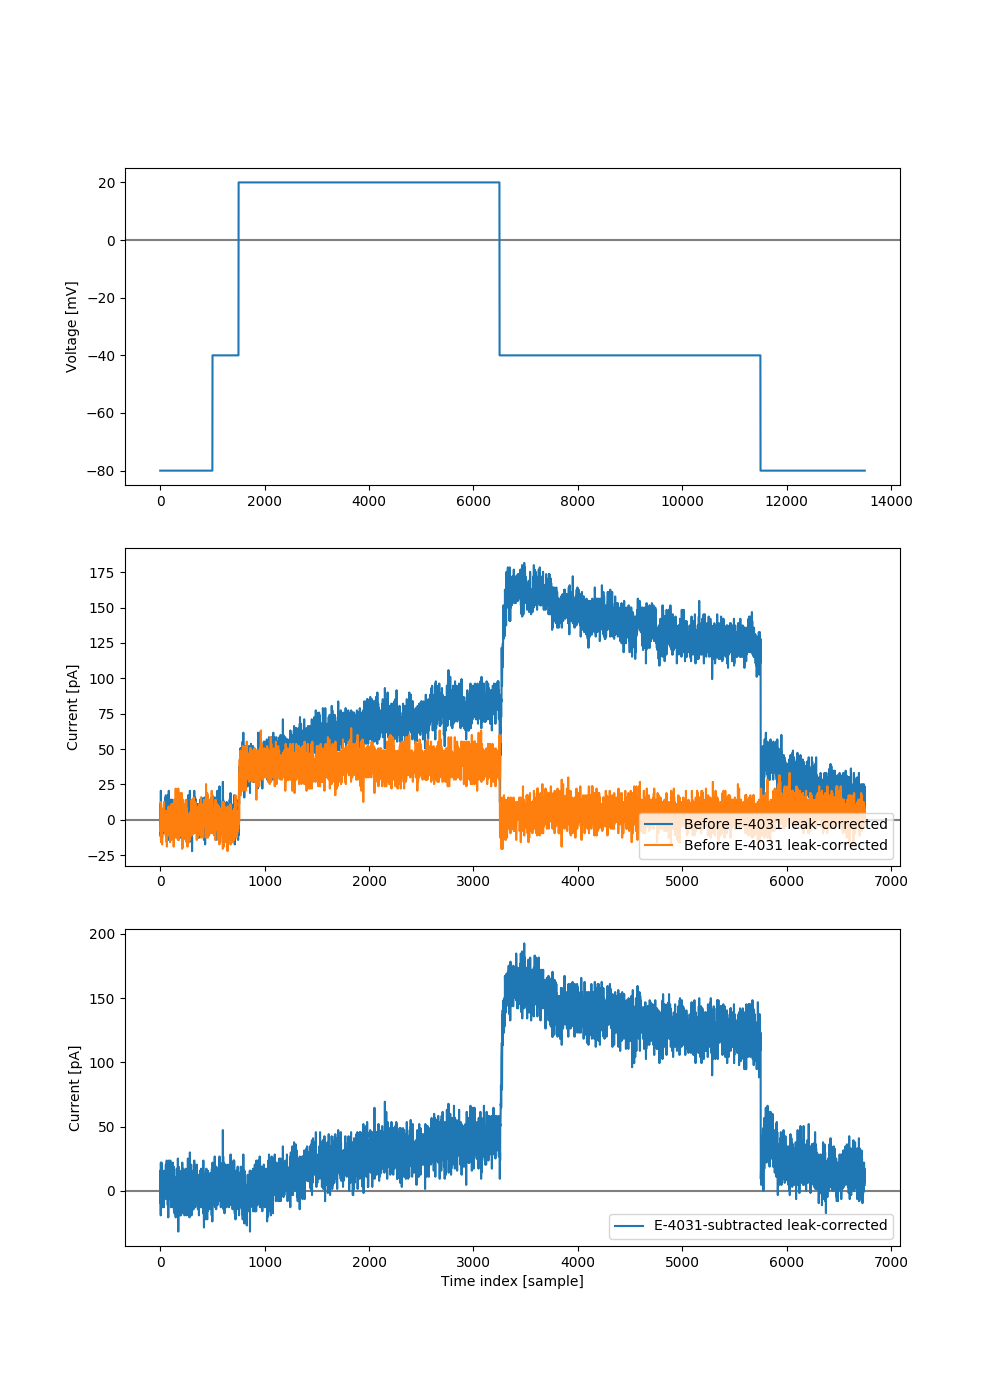 20
0
−20
−40
−60
−80
Voltage [mV]
0 2000 4000 6000 8000 10000 12000 14000
175
150
125
100
75
50
25
0
−25
Current [pA]
Before E-4031 leak-corrected
Before E-4031 leak-corrected
0 1000 2000 3000 4000 5000 6000 7000
200
150
100
50
0
Current [pA]
E-4031-subtracted leak-corrected
0 1000 2000 3000 4000 5000 6000 7000
Time index [sample]